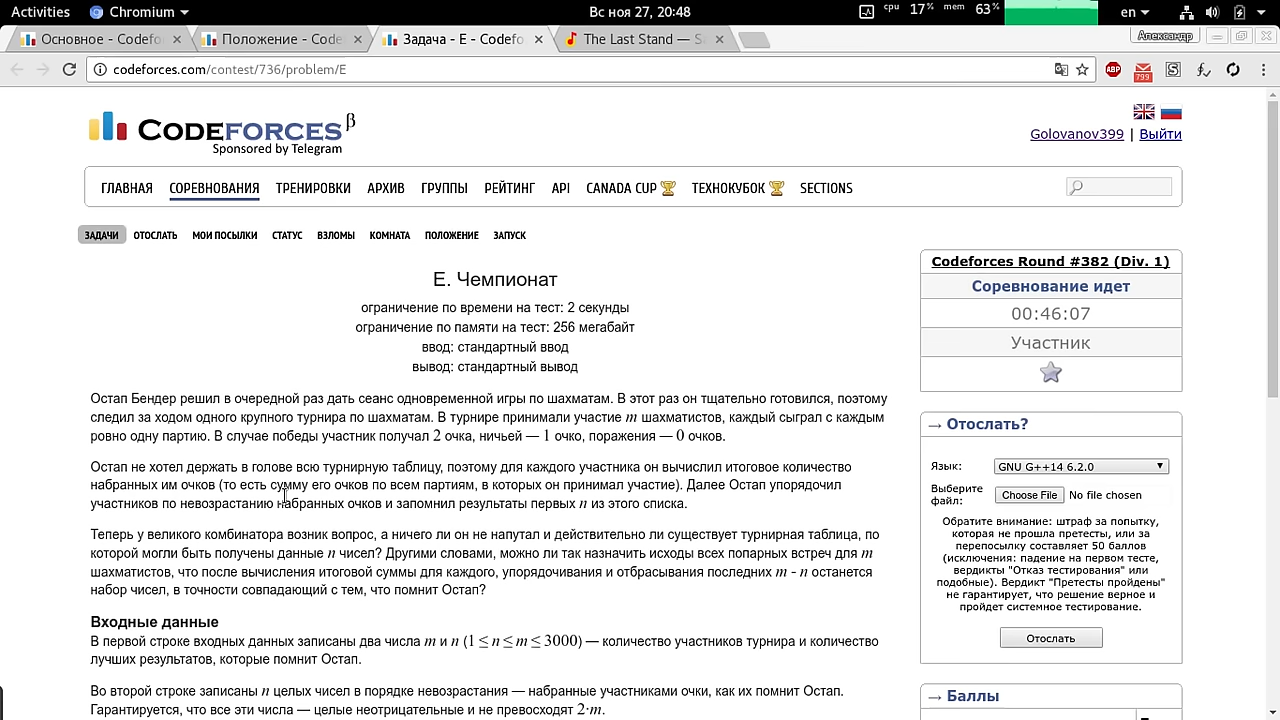 Activities Chromium Вс ноя 27, 20:48 cpu 17% mem 63% en
Основное - Codefo Положение - Code Задача - E - Codefo The Last Stand — S Александр
codeforces.com/contest/736/problem/E ABP 799
CODEFORCES β
Sponsored by Telegram
Golovanov399 | Выйти
ГЛАВНАЯ СОРЕВНОВАНИЯ ТРЕНИРОВКИ АРХИВ ГРУППЫ РЕЙТИНГ API CANADA CUP ТЕХНОКУБОК SECTIONS
ЗАДАЧИ ОТОСЛАТЬ МОИ ПОСЫЛКИ СТАТУС ВЗЛОМЫ КОМНАТА ПОЛОЖЕНИЕ ЗАПУСК
E. Чемпионат
ограничение по времени на тест: 2 секунды
ограничение по памяти на тест: 256 мегабайт
ввод: стандартный ввод
вывод: стандартный вывод
Остап Бендер решил в очередной раз дать сеанс одновременной игры по шахматам. В этот раз он тщательно готовился, поэтому
следил за ходом одного крупного турнира по шахматам. В турнире принимали участие m шахматистов, каждый сыграл с каждым
ровно одну партию. В случае победы участник получал 2 очка, ничьей — 1 очко, поражения — 0 очков.
Остап не хотел держать в голове всю турнирную таблицу, поэтому для каждого участника он вычислил итоговое количество
набранных им очков (то есть сумму его очков по всем партиям, в которых он принимал участие). Далее Остап упорядочил
участников по невозрастанию набранных очков и запомнил результаты первых n из этого списка.
Теперь у великого комбинатора возник вопрос, а ничего ли он не напутал и действительно ли существует турнирная таблица, по
которой могли быть получены данные n чисел? Другими словами, можно ли так назначить исходы всех попарных встреч для m
шахматистов, что после вычисления итоговой суммы для каждого, упорядочивания и отбрасывания последних m - n останется
набор чисел, в точности совпадающий с тем, что помнит Остап?
Входные данные
В первой строке входных данных записаны два числа m и n (1 ≤ n ≤ m ≤ 3000) — количество участников турнира и количество
лучших результатов, которые помнит Остап.
Во второй строке записаны n целых чисел в порядке невозрастания — набранные участниками очки, как их помнит Остап.
Гарантируется, что все эти числа — целые неотрицательные и не превосходят 2·m.
Codeforces Round #382 (Div. 1)
Соревнование идет
00:46:07
Участник
→ Отослать?
Язык: GNU G++14 6.2.0
Выберите
файл: Choose File No file chosen
Обратите внимание: штраф за попытку,
которая не прошла претесты, или за
перепосылку составляет 50 баллов
(исключения: падение на первом тесте,
вердикты "Отказ тестирования" или
подобные). Вердикт "Претесты пройдены"
не гарантирует, что решение верное и
пройдет системное тестирование.
Отослать
→ Баллы